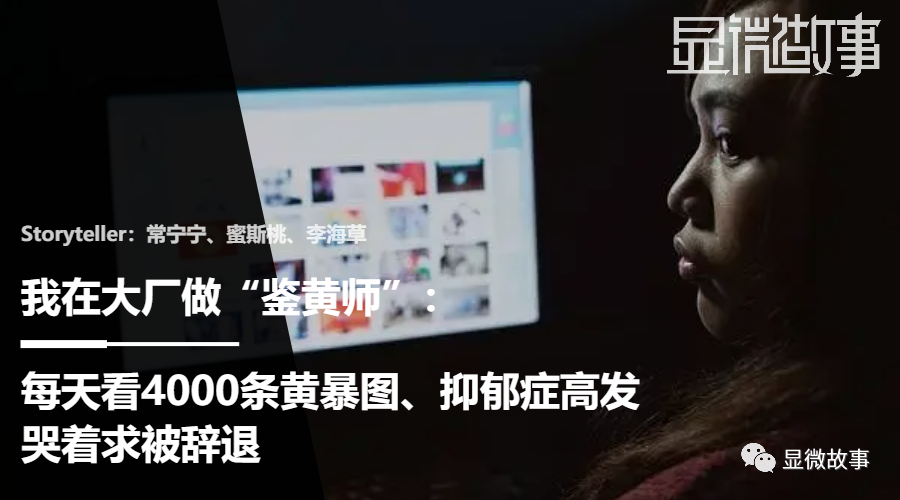 显微故事
Storyteller：常宁宁、蜜斯桃、李海草
我在大厂做“鉴黄师”：
每天看4000条黄暴图、抑郁症高发
哭着求被辞退
显微故事